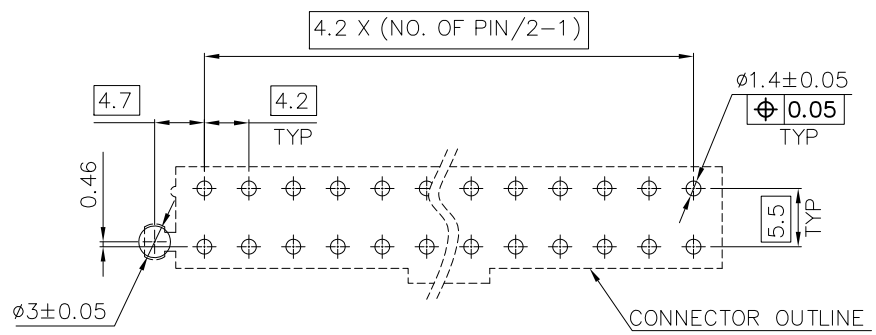 4.2 X (NO. OF PIN/2-1)
4.7
4.2
TYP
ø1.4±0.05
⌖ 0.05
TYP
0.46
5.5
TYP
ø3±0.05
CONNECTOR OUTLINE